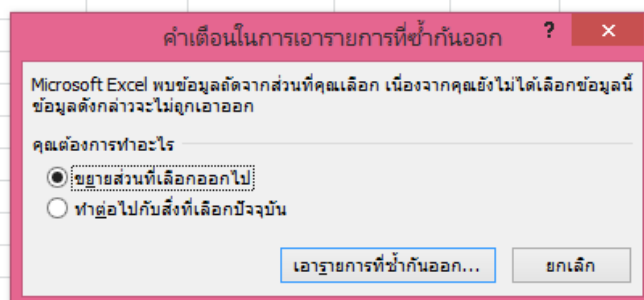 คำเตือนในการเอารายการที่ซ้ำกันออก ?
Microsoft Excel พบข้อมูลถัดจากส่วนที่คุณเลือก เนื่องจากคุณยังไม่ได้เลือกข้อมูลนี้
ข้อมูลดังกล่าวจะไม่ถูกเอาออก
คุณต้องการทำอะไร
ขยายส่วนที่เลือกออกไป
ทำต่อไปกับสิ่งที่เลือกปัจจุบัน
เอารายการที่ซ้ำกันออก... ยกเลิก